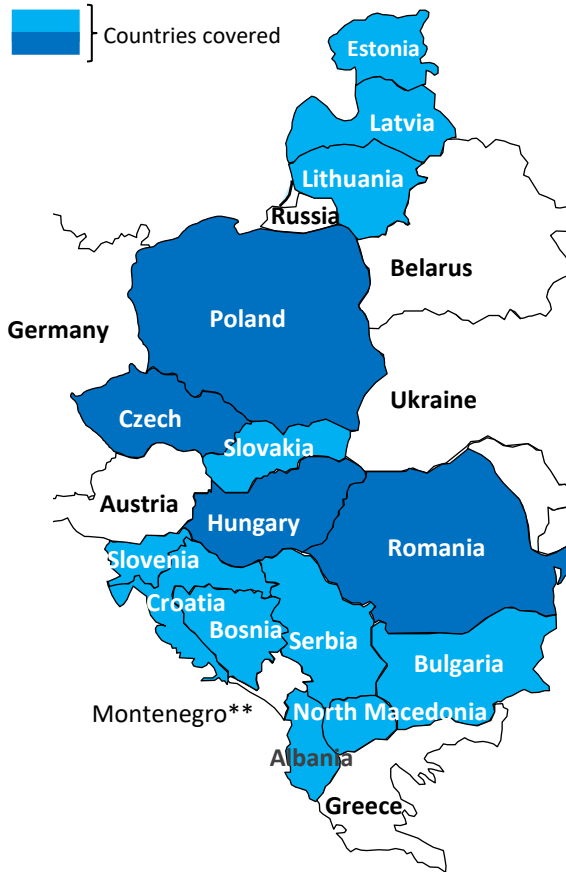 Countries covered
Estonia
Latvia
Lithuania
Russia
Belarus
Poland
Germany
Ukraine
Czech
Slovakia
Austria
Hungary
Romania
Slovenia
Croatia
Bosnia
Serbia
Bulgaria
Montenegro**
North Macedonia
Albania
Greece